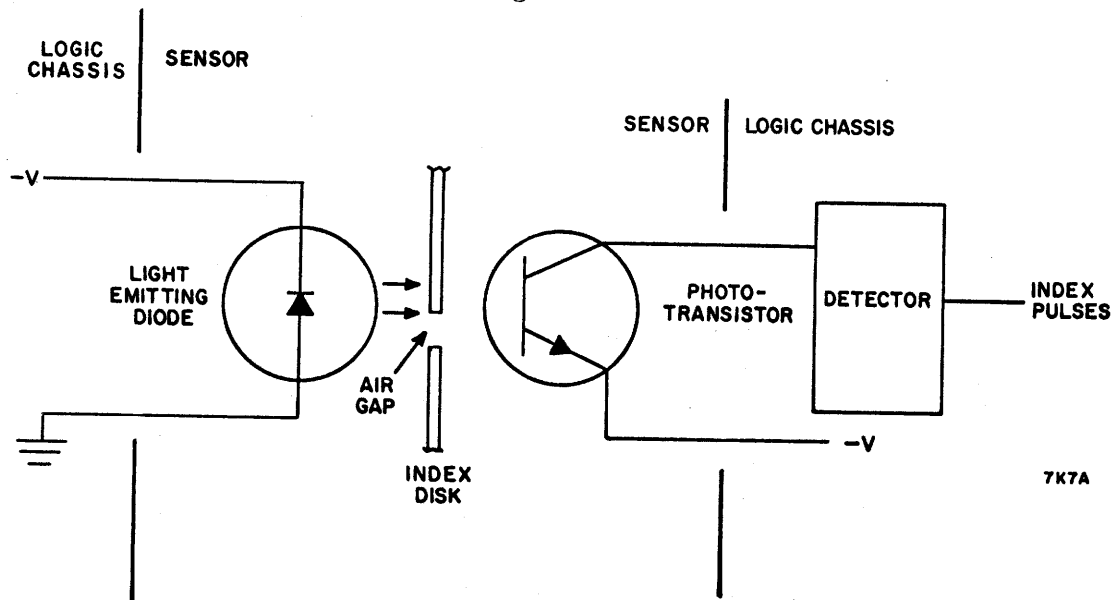 LOGIC
CHASSIS
SENSOR
SENSOR
LOGIC CHASSIS
-V
LIGHT
EMITTING
DIODE
AIR
GAP
INDEX
DISK
PHOTO-
TRANSISTOR
DETECTOR
INDEX
PULSES
-V
7K7A